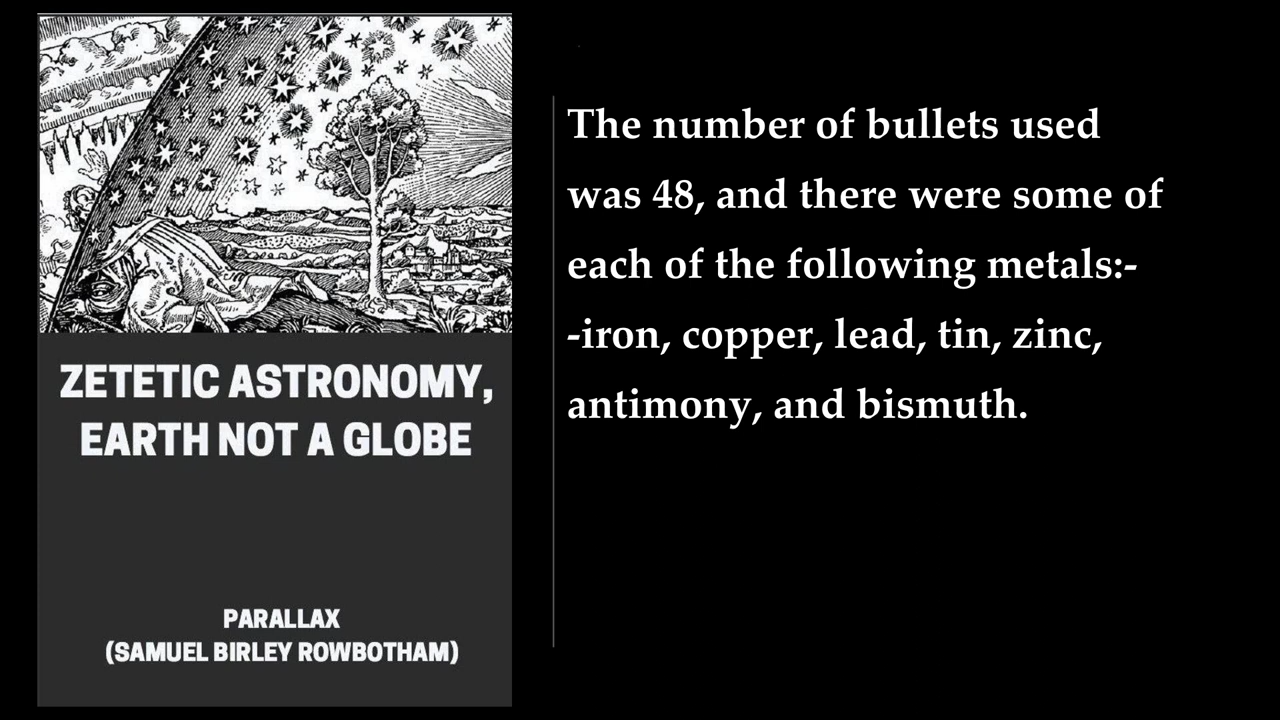 ZETETIC ASTRONOMY,
EARTH NOT A GLOBE
PARALLAX
(SAMUEL BIRLEY ROWBOTHAM)
The number of bullets used
was 48, and there were some of
each of the following metals:-
-iron, copper, lead, tin, zinc,
antimony, and bismuth.